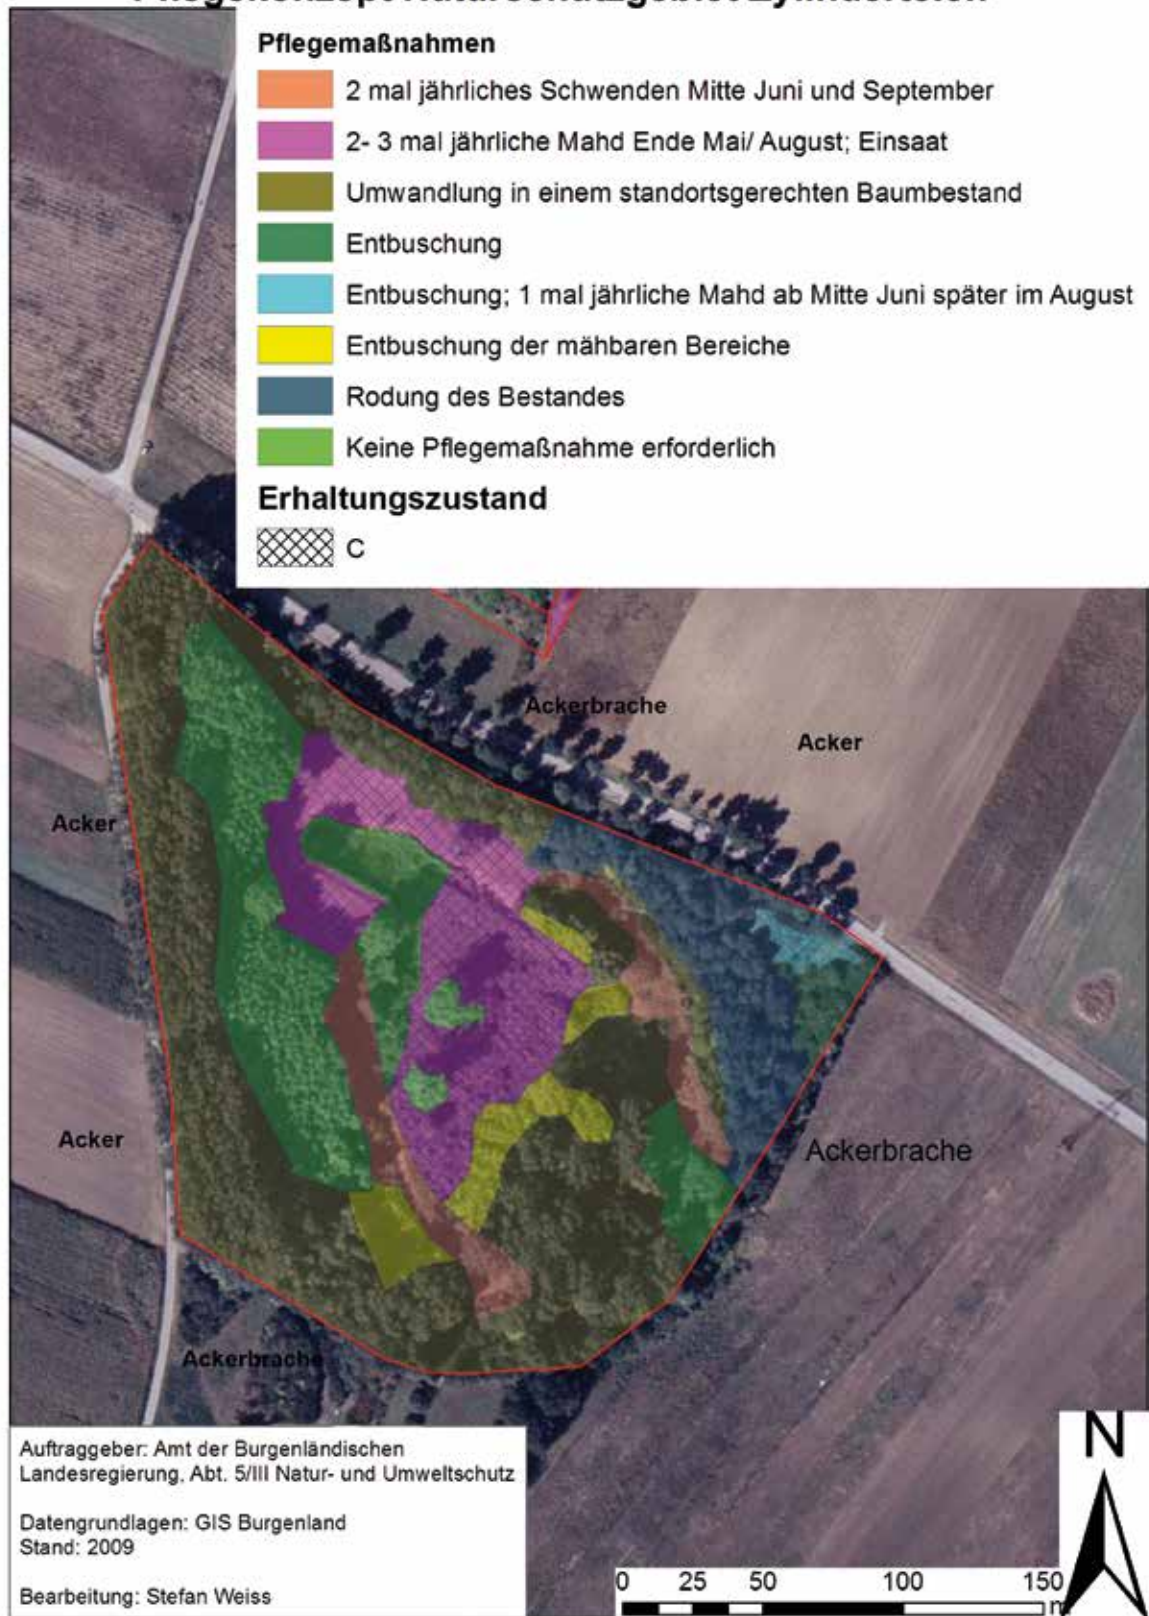 Pflegemaßnahmen
2 mal jährliches Schwenden Mitte Juni und September
2- 3 mal jährliche Mahd Ende Mai/ August; Einsaat
Umwandlung in einem standortsgerechten Baumbestand
Entbuschung
Entbuschung; 1 mal jährliche Mahd ab Mitte Juni später im August
Entbuschung der mähbaren Bereiche
Rodung des Bestandes
Keine Pflegemaßnahme erforderlich
Erhaltungszustand
C
Ackerbrache
Acker
Acker
Acker
Ackerbrache
Ackerbrache
Auftraggeber: Amt der Burgenländischen
Landesregierung, Abt. 5/III Natur- und Umweltschutz
Datengrundlagen: GIS Burgenland
Stand: 2009
Bearbeitung: Stefan Weiss
N
0 25 50 100 150
m